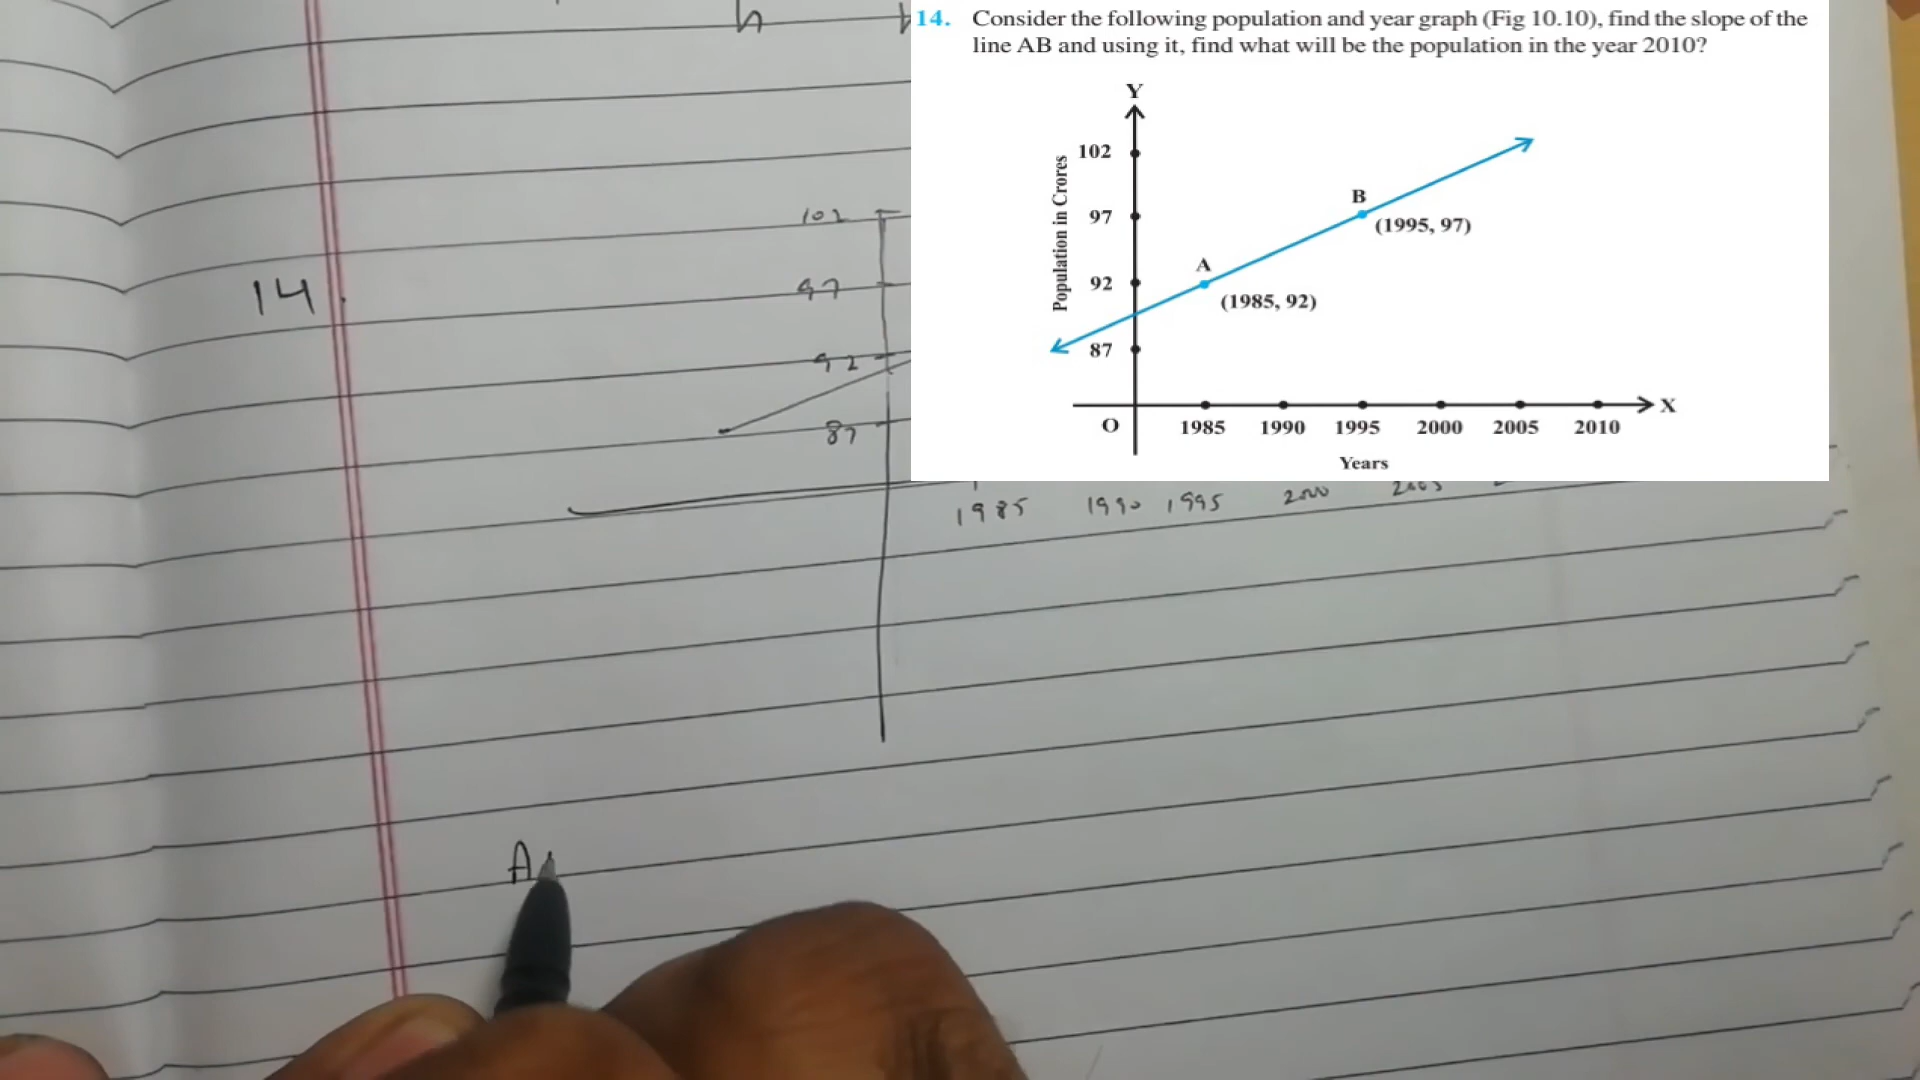 14. Consider the following population and year graph (Fig 10.10), find the slope of the
line AB and using it, find what will be the population in the year 2010?
Y
Population in Crores
102
97
92
87
B
(1995, 97)
A
(1985, 92)
O
X
1985 1990 1995 2000 2005 2010
Years
14.
102
97
92
87
1985 1990 1995 2000 2005
A